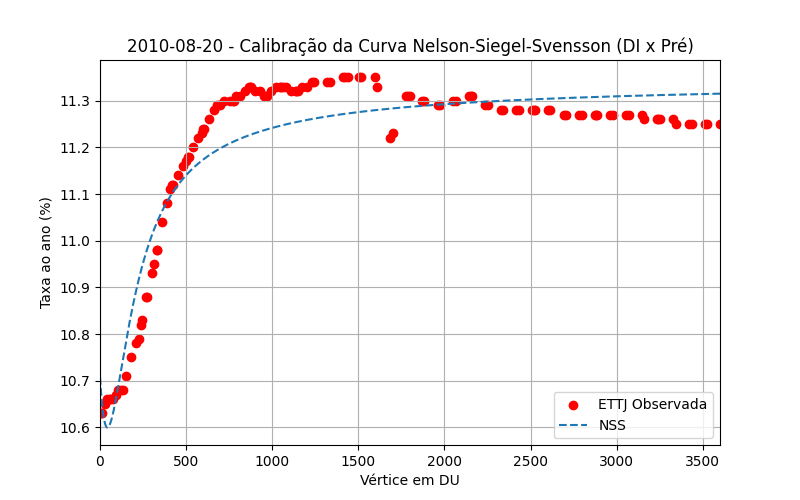 2010-08-20 - Calibração da Curva Nelson-Siegel-Svensson (DI x Pré)
Taxa ao ano (%)
11.3
11.2
11.1
11.0
10.9
10.8
10.7
10.6
ETTJ Observada
NSS
0 500 1000 1500 2000 2500 3000 3500
Vértice em DU